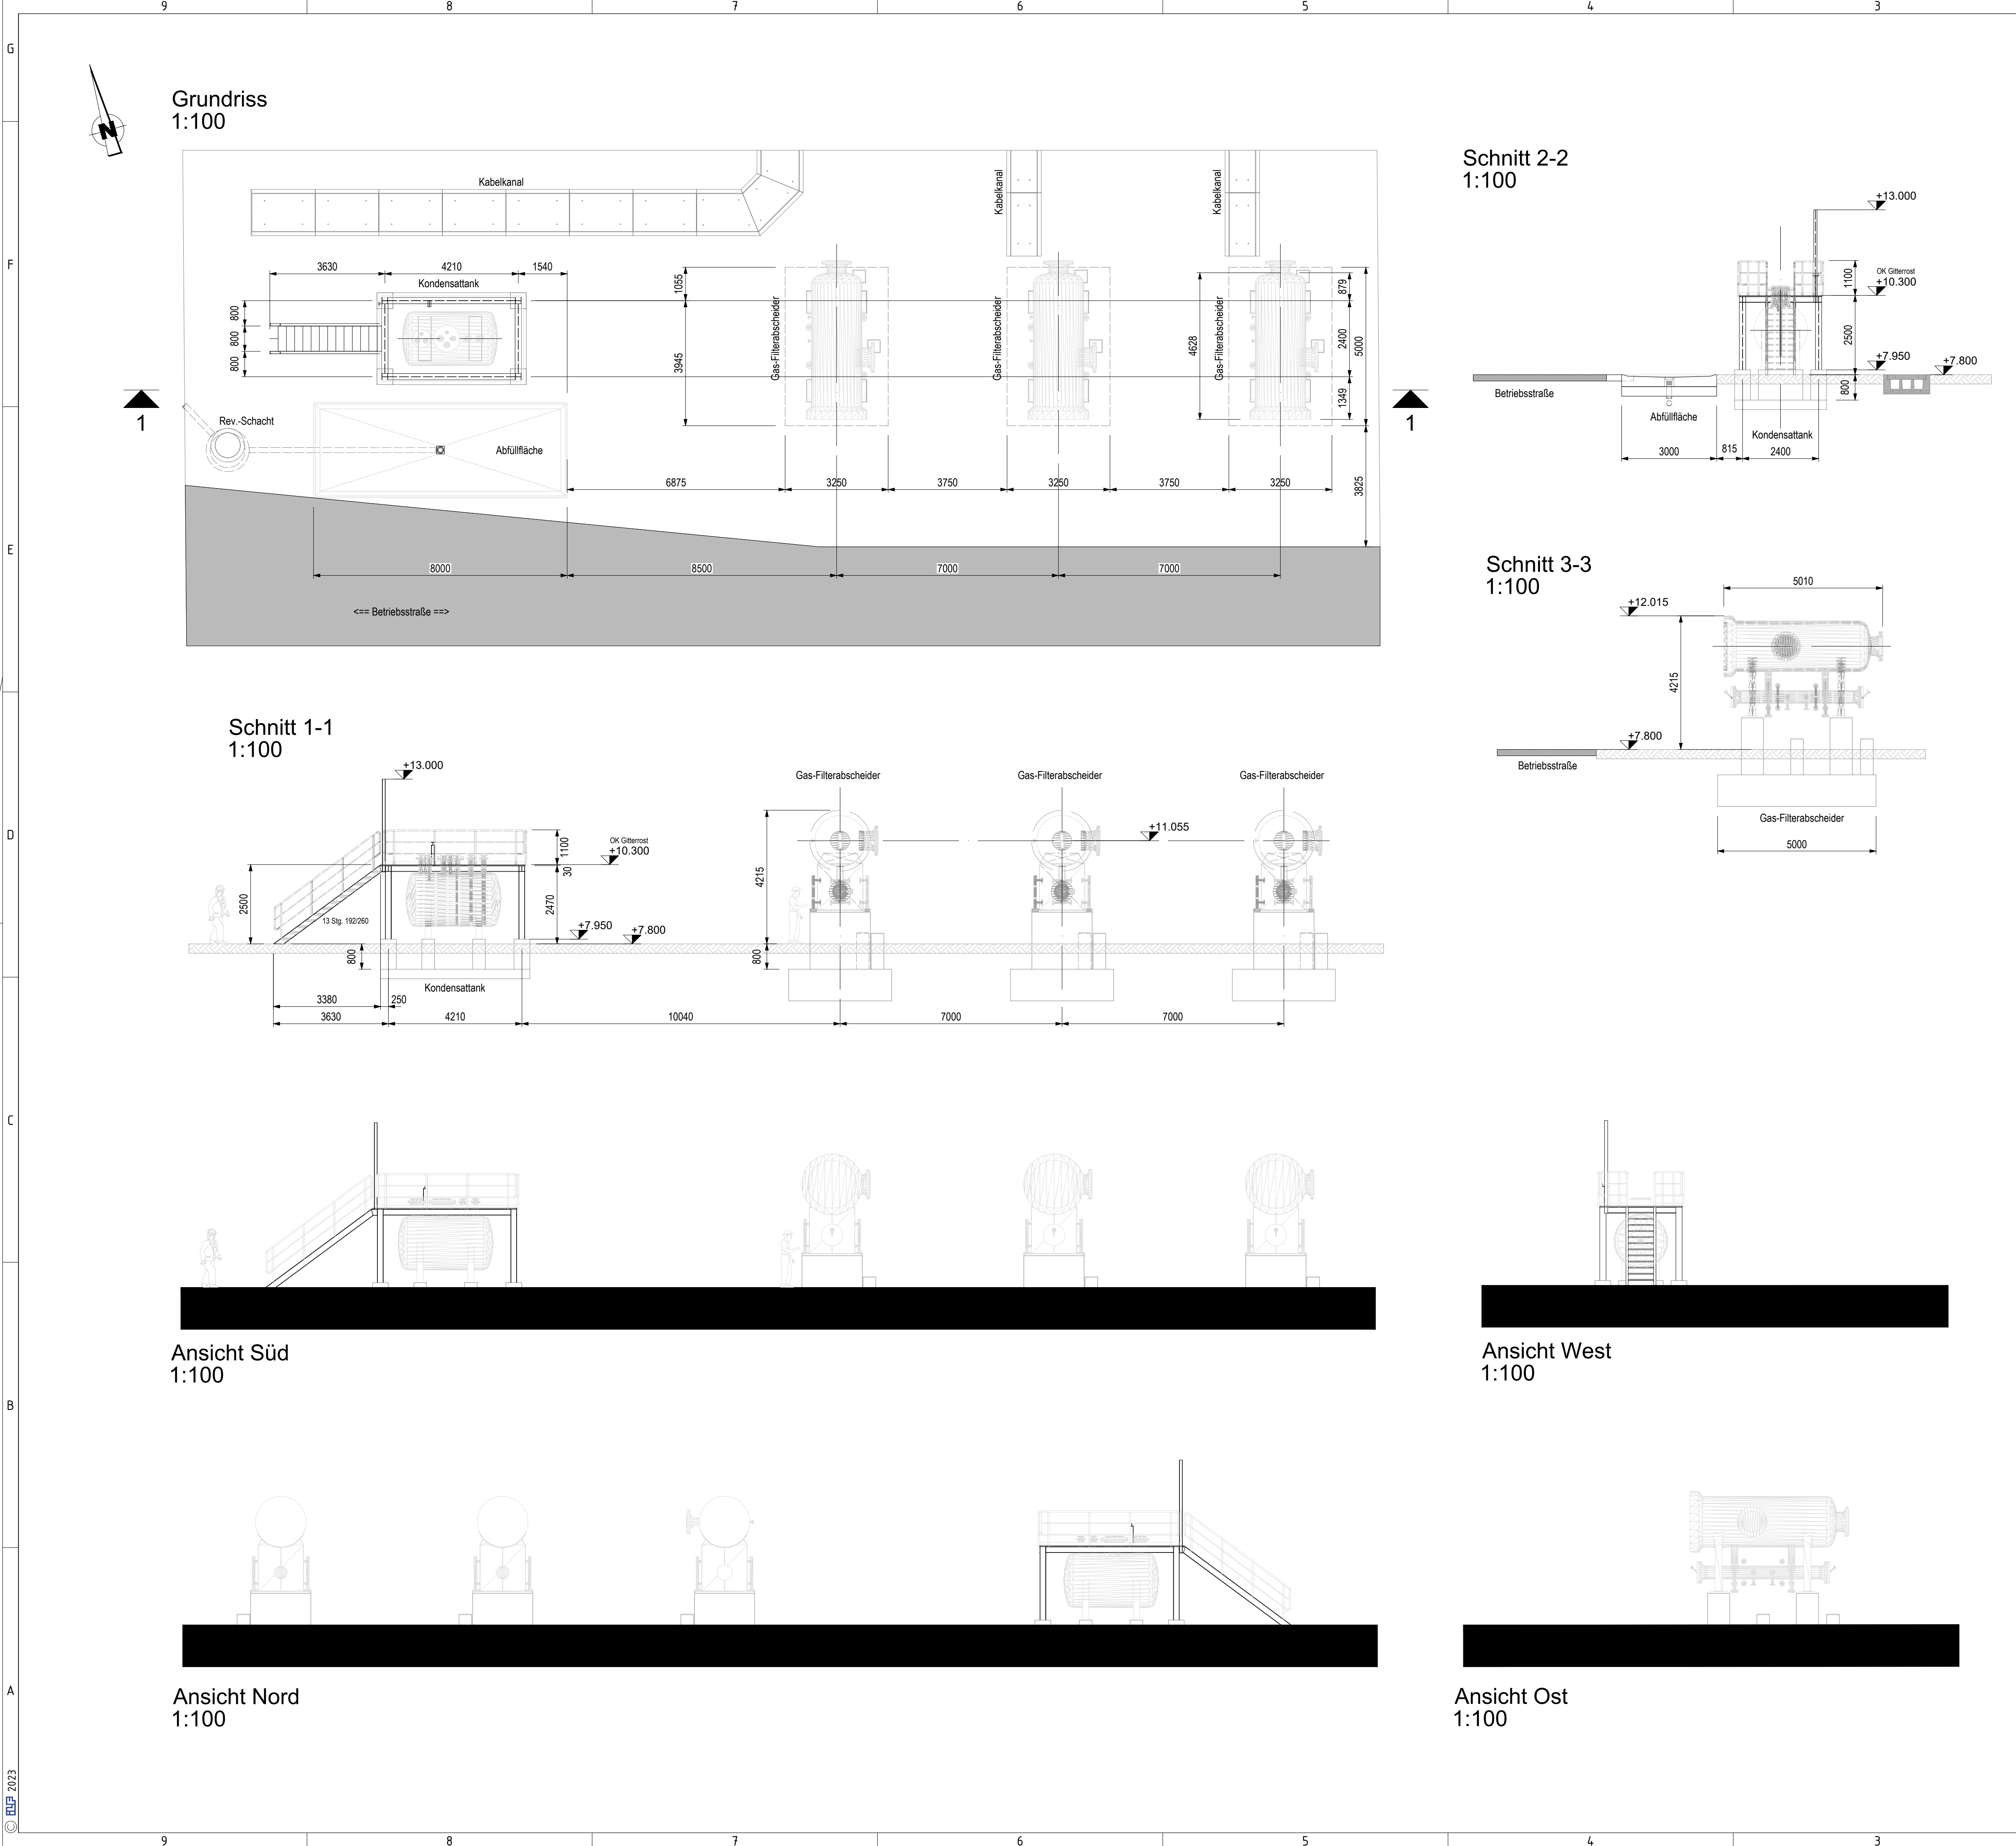 9 8 7 6 5 4 3
G
F
E
D
C
B
A
N
Grundriss
1:100
Kabelkanal
Kabelkanal
Kabelkanal
3630
4210
1540
Kondensattank
800
800
800
1055
3945
Gas-Filterabscheider
Gas-Filterabscheider
Gas-Filterabscheider
4628
879
2400
1349
5000
3825
1
1
Rev.-Schacht
Abfüllfläche
6875
3250
3750
3250
3750
3250
8000
8500
7000
7000
<== Betriebsstraße ==>
Schnitt 2-2
1:100
+13.000
1100
OK Gitterrost
+10.300
2500
+7.950
+7.800
800
Betriebsstraße
Abfüllfläche
Kondensattank
3000
815
2400
Schnitt 3-3
1:100
5010
+12.015
4215
+7.800
Betriebsstraße
Gas-Filterabscheider
5000
Schnitt 1-1
1:100
+13.000
1100
OK Gitterrost
+10.300
30
2500
2470
13 Stg. 192/260
+7.950
+7.800
800
Kondensattank
3380
250
3630
4210
10040
7000
7000
Gas-Filterabscheider
Gas-Filterabscheider
Gas-Filterabscheider
+11.055
4215
800
Ansicht Süd
1:100
Ansicht West
1:100
Ansicht Nord
1:100
Ansicht Ost
1:100
© 2023
9 8 7 6 5 4 3